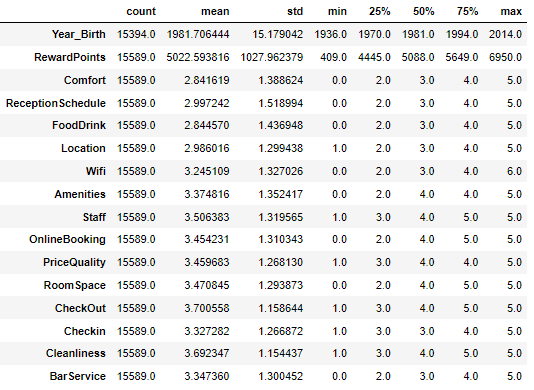 count mean std min 25% 50% 75% max
Year_Birth 15394.0 1981.706444 15.179042 1936.0 1970.0 1981.0 1994.0 2014.0
RewardPoints 15589.0 5022.593816 1027.962379 409.0 4445.0 5088.0 5649.0 6950.0
Comfort 15589.0 2.841619 1.388624 0.0 2.0 3.0 4.0 5.0
ReceptionSchedule 15589.0 2.997242 1.518994 0.0 2.0 3.0 4.0 5.0
FoodDrink 15589.0 2.844570 1.436948 0.0 2.0 3.0 4.0 5.0
Location 15589.0 2.986016 1.299438 1.0 2.0 3.0 4.0 5.0
Wifi 15589.0 3.245109 1.327026 0.0 2.0 3.0 4.0 6.0
Amenities 15589.0 3.374816 1.352417 0.0 2.0 4.0 4.0 5.0
Staff 15589.0 3.506383 1.319565 1.0 3.0 4.0 5.0 5.0
OnlineBooking 15589.0 3.454231 1.310343 0.0 2.0 4.0 5.0 5.0
PriceQuality 15589.0 3.459683 1.268130 1.0 3.0 4.0 4.0 5.0
RoomSpace 15589.0 3.470845 1.293873 0.0 2.0 4.0 5.0 5.0
CheckOut 15589.0 3.700558 1.158644 1.0 3.0 4.0 5.0 5.0
Checkin 15589.0 3.327282 1.266872 1.0 3.0 3.0 4.0 5.0
Cleanliness 15589.0 3.692347 1.154437 1.0 3.0 4.0 5.0 5.0
BarService 15589.0 3.347360 1.300452 0.0 2.0 3.0 4.0 5.0